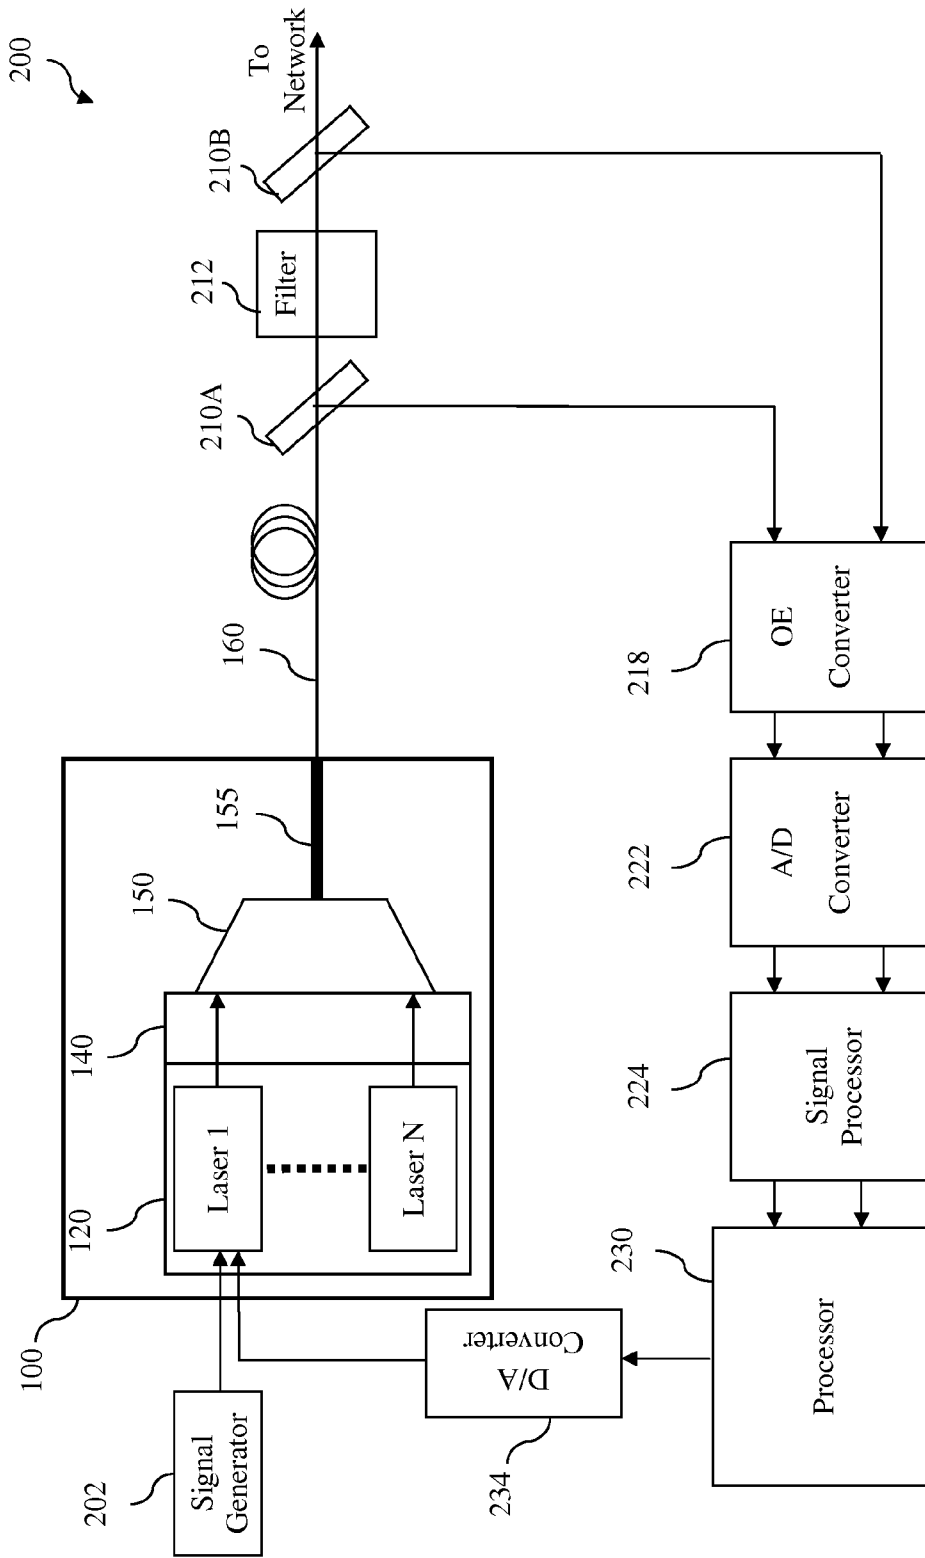 200
To
Network
210B
212
Filter
210A
160
155
150
140
120
100
Laser 1
Laser N
202
Signal
Generator
218
OE
Converter
222
A/D
Converter
224
Signal
Processor
230
Processor
234
D/A
Converter